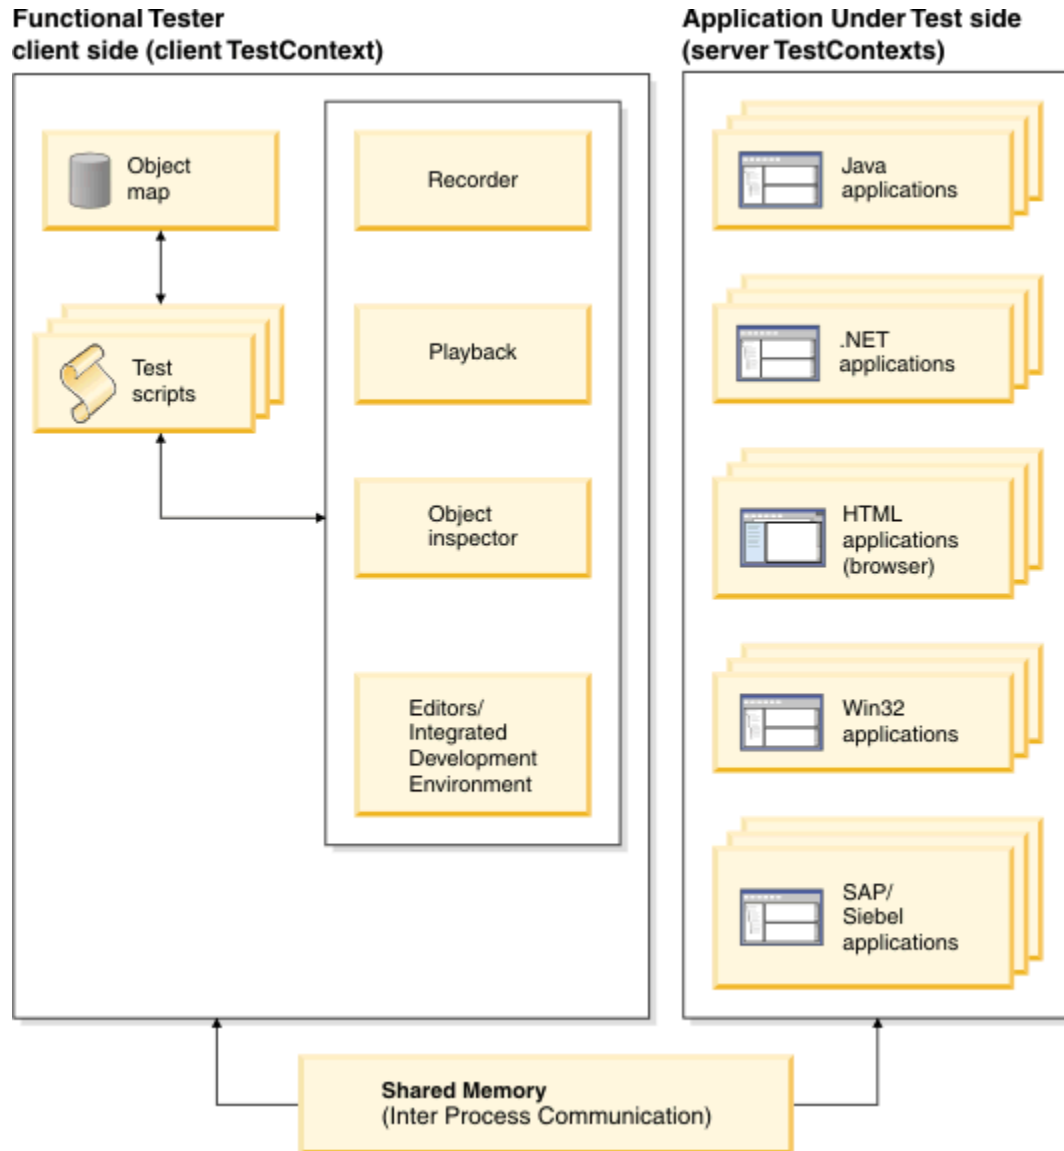 Functional Tester
client side (client TestContext)
Object
map
Test
scripts
Recorder
Playback
Object
inspector
Editors/
Integrated
Development
Environment
Application Under Test side
(server TestContexts)
Java
applications
.NET
applications
HTML
applications
(browser)
Win32
applications
SAP/
Siebel
applications
Shared Memory
(Inter Process Communication)